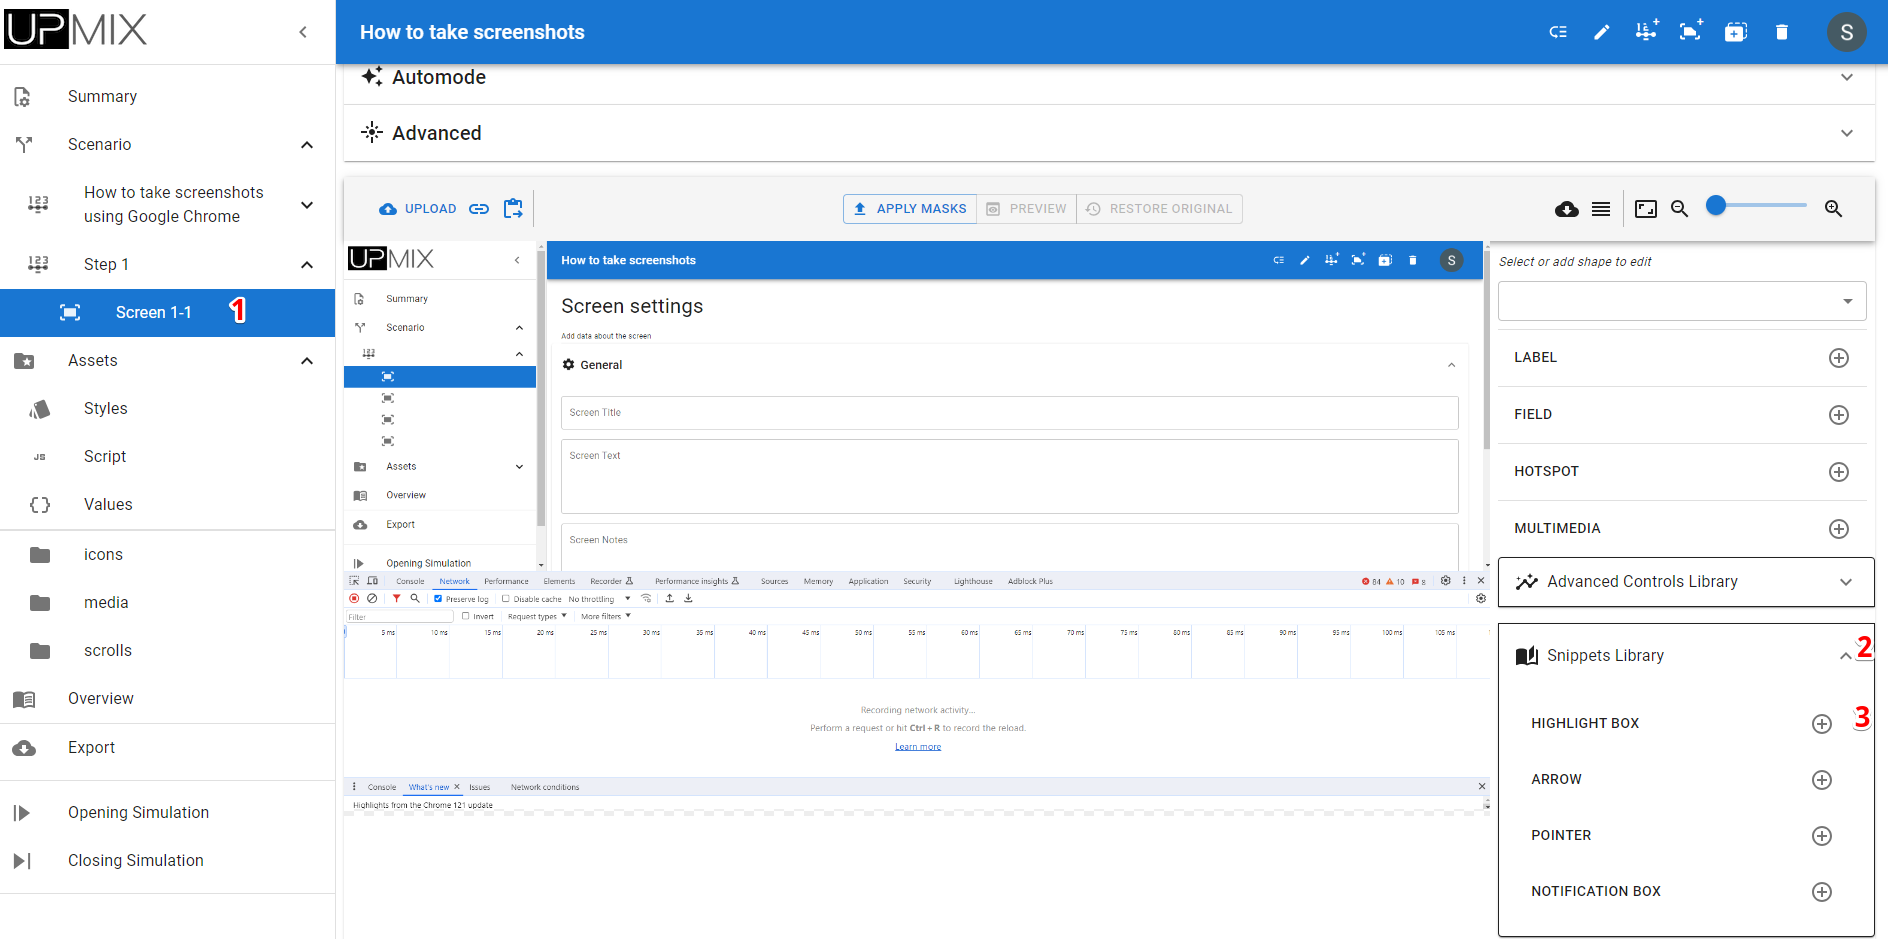 UPMIX
How to take screenshots
S
Summary
Scenario
How to take screenshots
using Google Chrome
Step 1
Screen 1-1
1
Assets
Styles
JS
Script
Values
icons
media
scrolls
Overview
Export
Opening Simulation
Closing Simulation
Automode
Advanced
UPLOAD
APPLY MASKS
PREVIEW
RESTORE ORIGINAL
UPMIX
How to take screenshots
S
Summary
Scenario
Assets
Overview
Export
Opening Simulation
Screen settings
Add data about the screen
General
Screen Title
Screen Text
Screen Notes
Console Network Performance Elements Recorder Performance insights Sources Memory Application Security Lighthouse Adblock Plus 84 10 8
Preserve log Disable cache No throttling
Filter Invert Request types More filters
5 ms 10 ms 15 ms 20 ms 25 ms 30 ms 35 ms 40 ms 45 ms 50 ms 55 ms 60 ms 65 ms 70 ms 75 ms 80 ms 85 ms 90 ms 95 ms 100 ms 105 ms
Recording network activity...
Perform a request or hit Ctrl + R to record the reload.
Learn more
Console What's new Issues Network conditions
Highlights from the Chrome 121 update
Select or add shape to edit
LABEL
FIELD
HOTSPOT
MULTIMEDIA
Advanced Controls Library
Snippets Library
2
HIGHLIGHT BOX
3
ARROW
POINTER
NOTIFICATION BOX